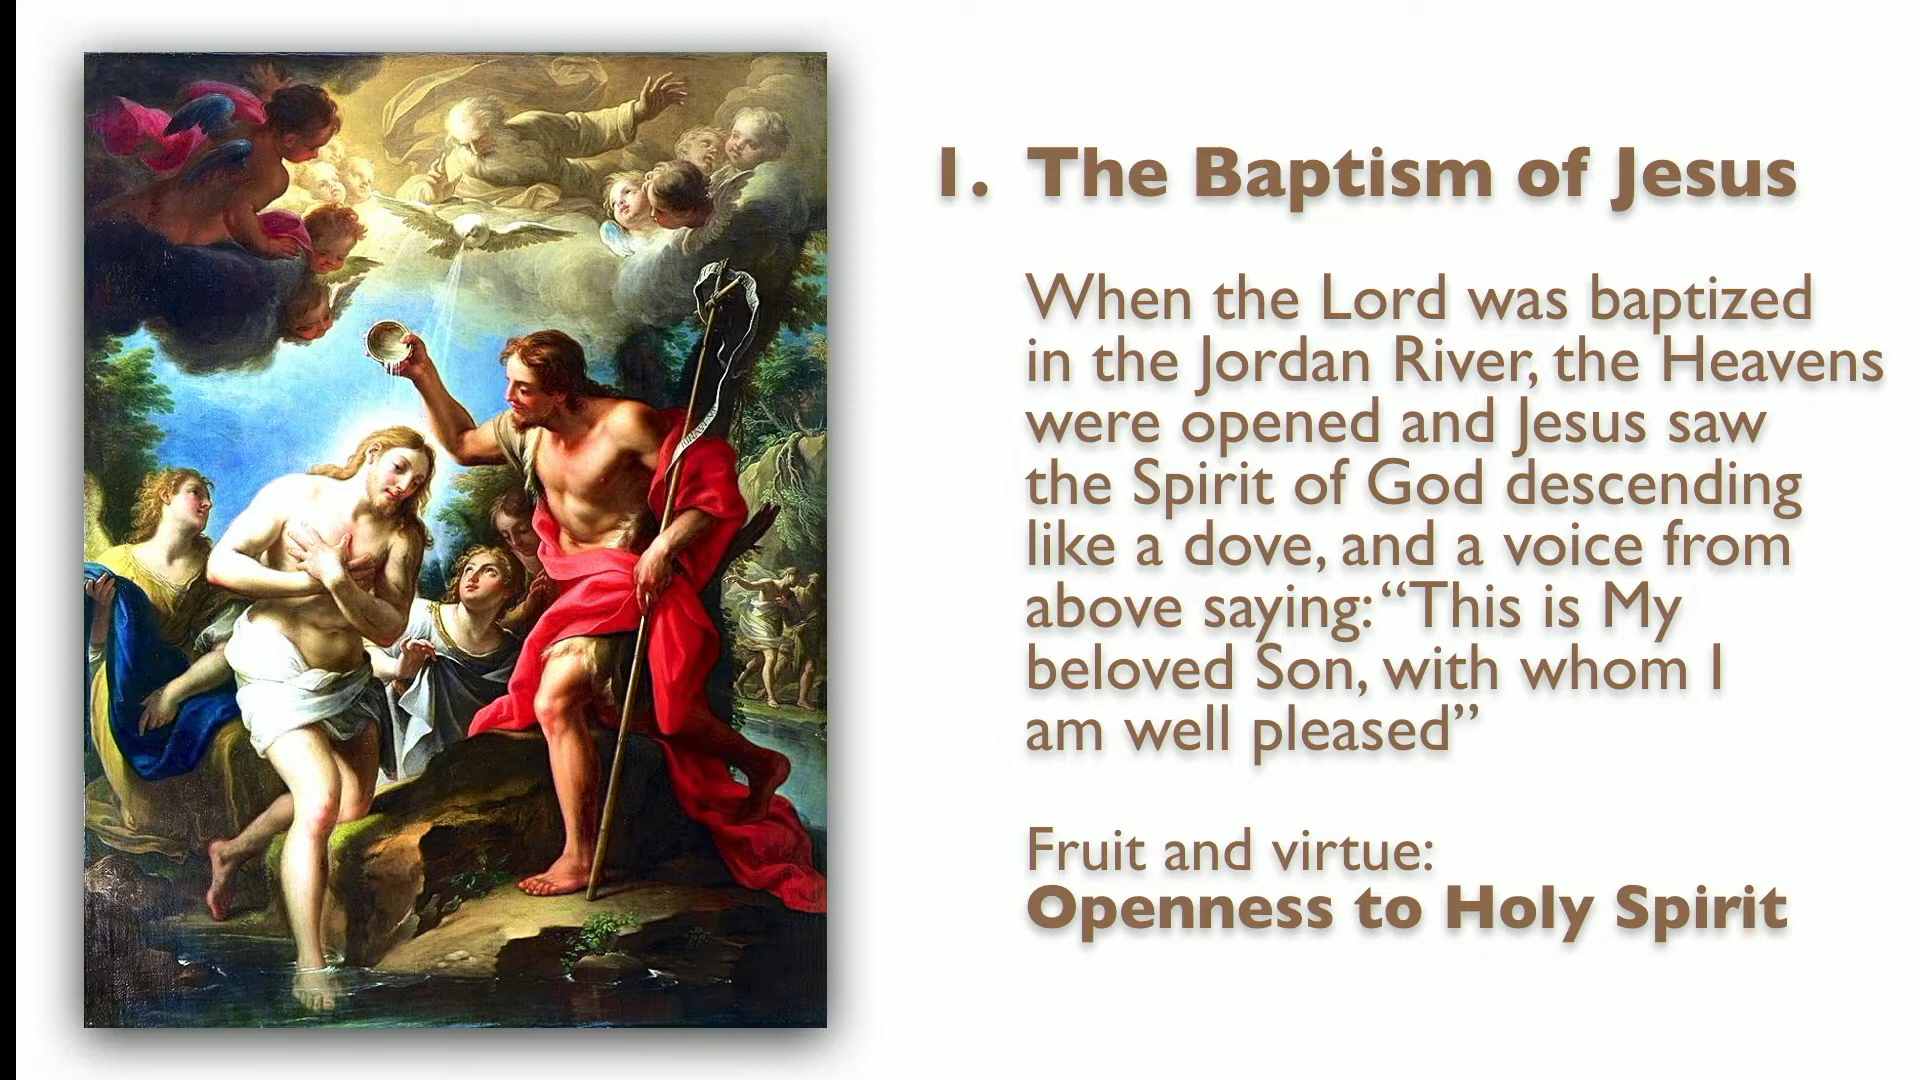 1. The Baptism of Jesus
When the Lord was baptized
in the Jordan River, the Heavens
were opened and Jesus saw
the Spirit of God descending
like a dove, and a voice from
above saying: “This is My
beloved Son, with whom I
am well pleased”
Fruit and virtue:
Openness to Holy Spirit